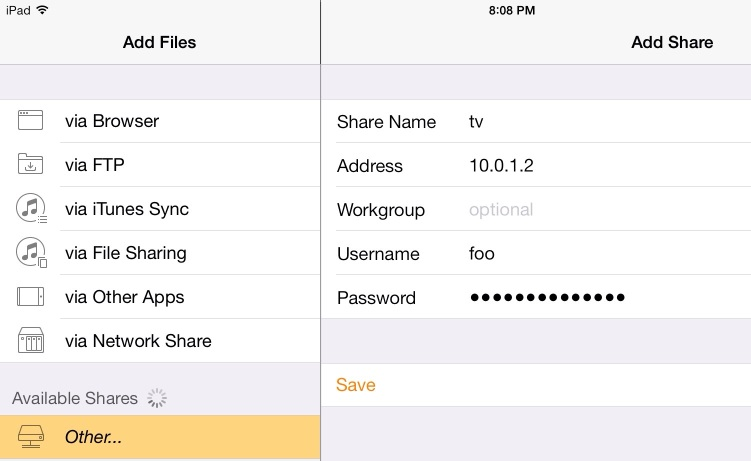 iPad 8:08 PM
Add Files
via Browser
via FTP
via iTunes Sync
via File Sharing
via Other Apps
via Network Share
Available Shares
Other...
Add Share
Share Name tv
Address 10.0.1.2
Workgroup optional
Username foo
Password ●●●●●●●●●●●●●●
Save